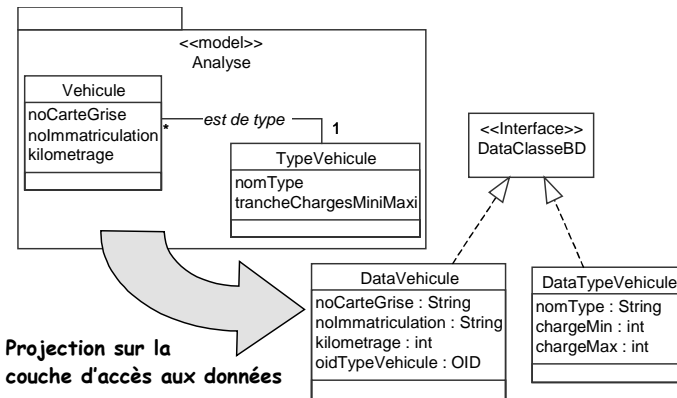 <<model>>
Analyse
Vehicule
noCarteGrise
noImmatriculation
kilometrage
*
est de type
1
TypeVehicule
nomType
trancheChargesMiniMaxi
<<Interface>>
DataClasseBD
DataVehicule
noCarteGrise : String
noImmatriculation : String
kilometrage : int
oidTypeVehicule : OID
DataTypeVehicule
nomType : String
chargeMin : int
chargeMax : int
Projection sur la
couche d'accès aux données